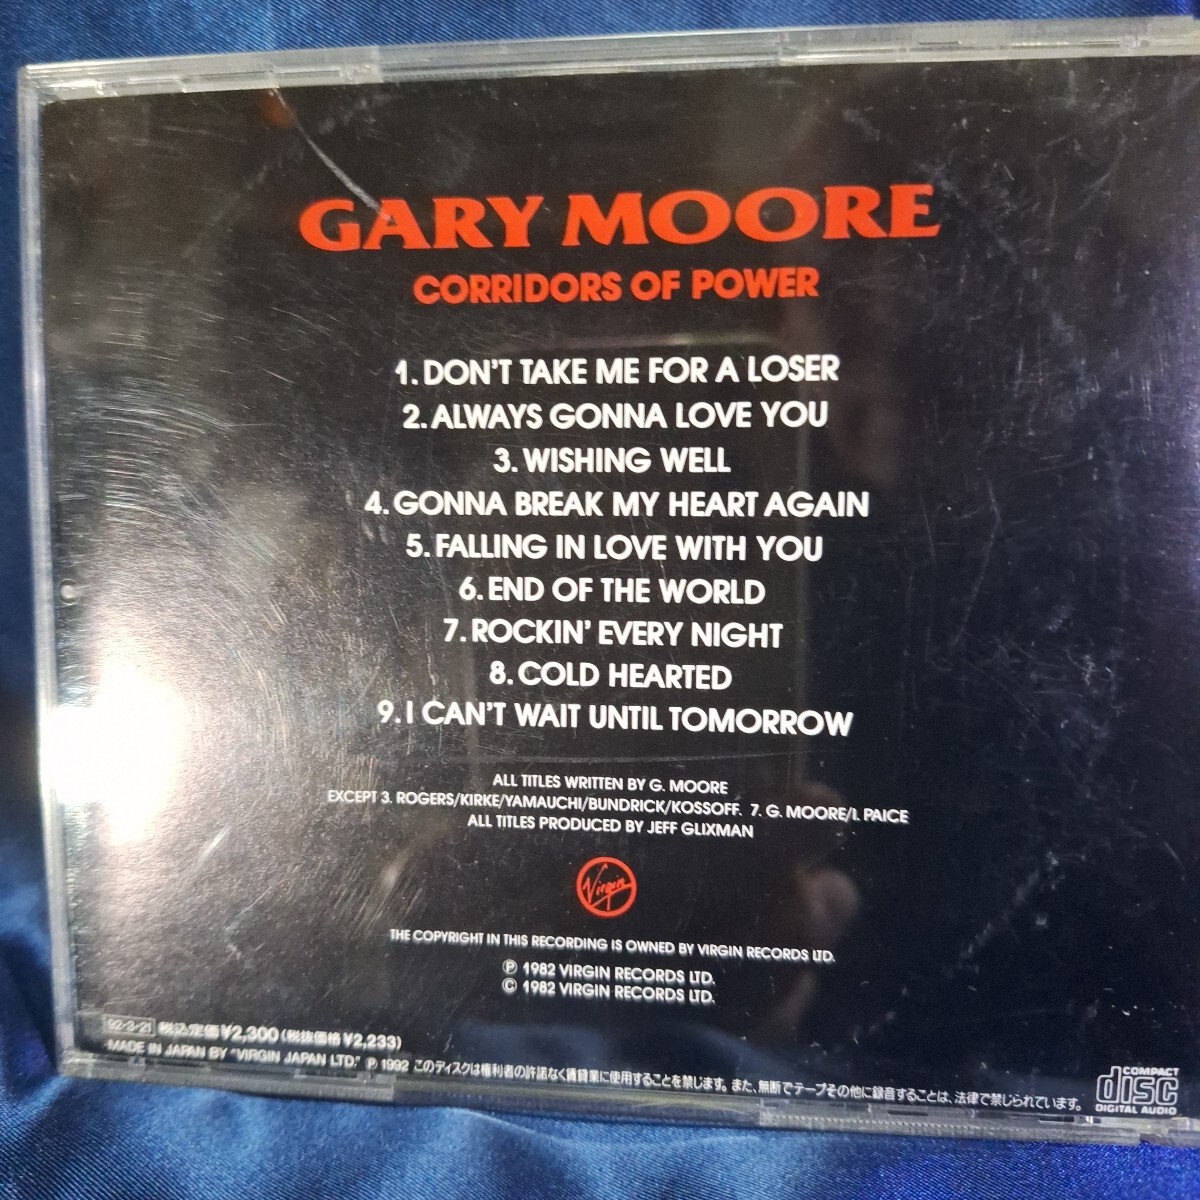 GARY MOORE
CORRIDORS OF POWER
1. DON'T TAKE ME FOR A LOSER
2. ALWAYS GONNA LOVE YOU
3. WISHING WELL
4. GONNA BREAK MY HEART AGAIN
5. FALLING IN LOVE WITH YOU
6. END OF THE WORLD
7. ROCKIN' EVERY NIGHT
8. COLD HEARTED
9. I CAN'T WAIT UNTIL TOMORROW
ALL TITLES WRITTEN BY G. MOORE
EXCEPT 3. ROGERS/KIRKE/YAMAUCHI/BUNDRICK/KOSSOFF. 7. G. MOORE/I. PAICE
ALL TITLES PRODUCED BY JEFF GLIXMAN
Virgin
THE COPYRIGHT IN THIS RECORDING IS OWNED BY VIRGIN RECORDS LTD.
Ⓟ 1982 VIRGIN RECORDS LTD.
© 1982 VIRGIN RECORDS LTD.
92・3・21 税込定価¥2,300(税抜価格¥2,233)
MADE IN JAPAN BY "VIRGIN JAPAN LTD." Ⓟ 1992 このディスクは権利者の許諾なく賃貸業に使用することを禁じます。また、無断でテープその他に録音することは、法律で禁じられています。
COMPACT
disc
DIGITAL AUDIO